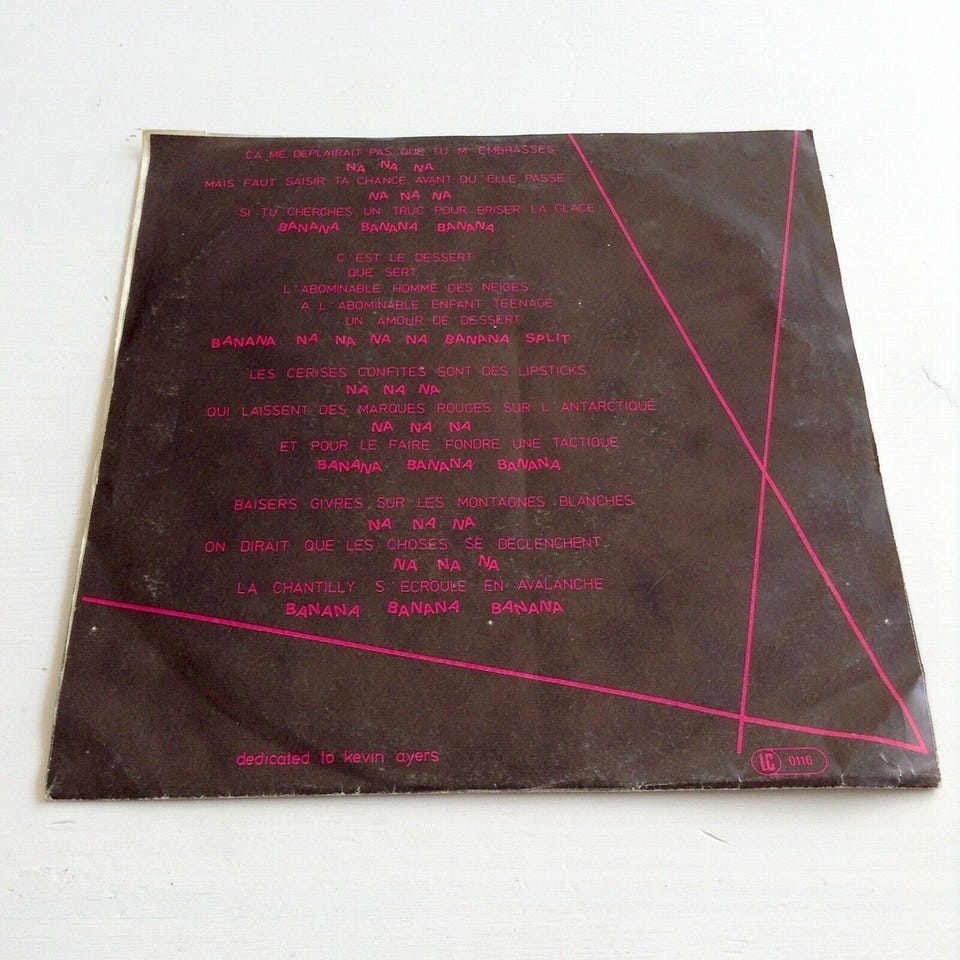 CA ME DEPLAIRAIT PAS QUE TU M EMBRASSES
NA NA NA
MAIS FAUT SAISIR TA CHANCE AVANT QU ELLE PASSE
NA NA NA
SI TU CHERCHES UN TRUC POUR BRISER LA GLACE
BANANA BANANA BANANA
C EST LE DESSERT
QUE SERT
L ABOMINABLE HOMME DES NEIGES
A L ABOMINABLE ENFANT TEENAGE
UN AMOUR DE DESSERT
BANANA NA NA NA NA BANANA SPLIT
LES CERISES CONFITES SONT DES LIPSTICKS
NA NA NA
QUI LAISSENT DES MARQUES ROUGES SUR L ANTARCTIQUE
NA NA NA
ET POUR LE FAIRE FONDRE UNE TACTIQUE
BANANA BANANA BANANA
BAISERS GIVRES SUR LES MONTAGNES BLANCHES
NA NA NA
ON DIRAIT QUE LES CHOSES SE DECLENCHENT
NA NA NA
LA CHANTILLY S ECROULE EN AVALANCHE
BANANA BANANA BANANA
dedicated to kevin ayers
LC 0116